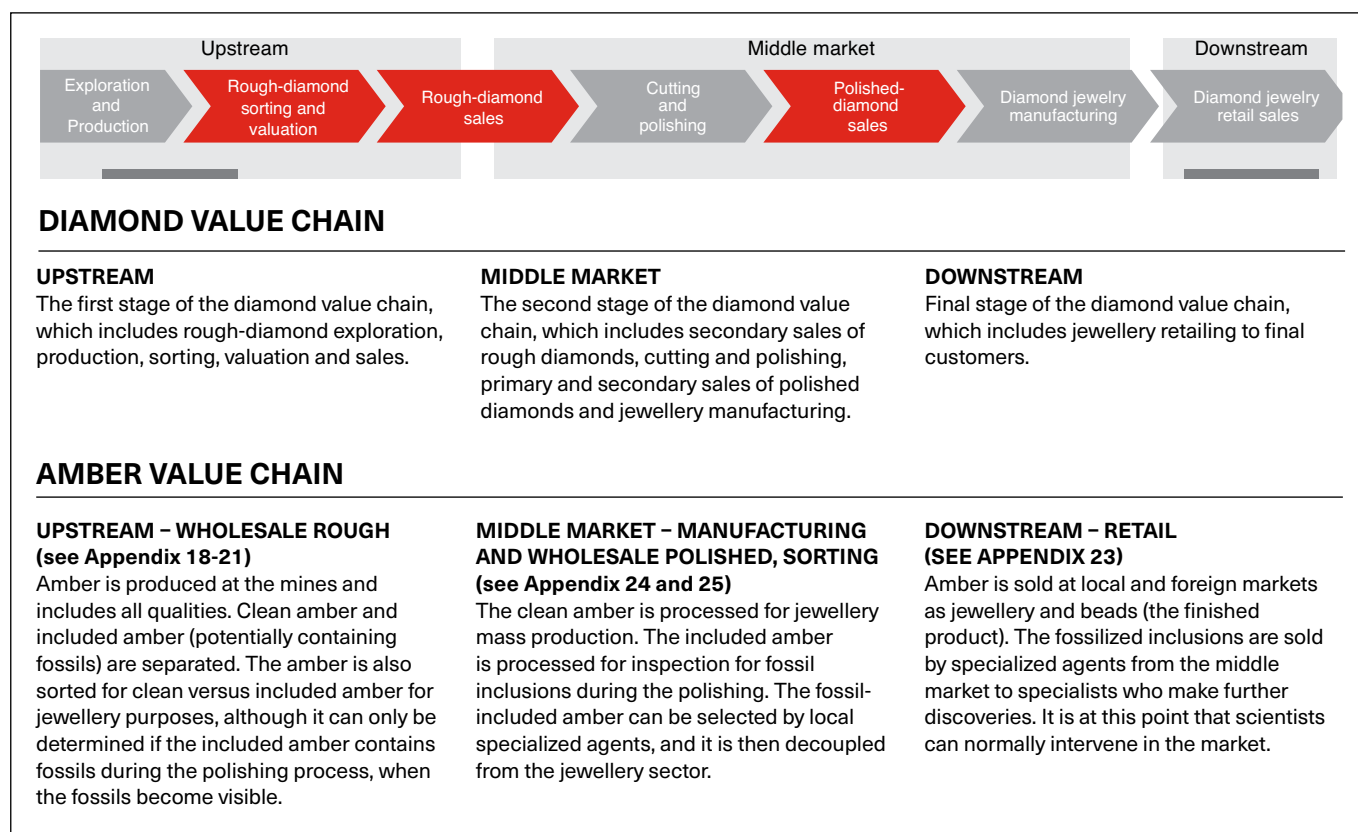 Upstream
Middle market
Downstream
Exploration
and
Production
Rough-diamond
sorting and
valuation
Rough-diamond
sales
Cutting
and
polishing
Polished-
diamond
sales
Diamond jewelry
manufacturing
Diamond jewelry
retail sales
DIAMOND VALUE CHAIN
UPSTREAM
The first stage of the diamond value chain,
which includes rough-diamond exploration,
production, sorting, valuation and sales.
MIDDLE MARKET
The second stage of the diamond value
chain, which includes secondary sales of
rough diamonds, cutting and polishing,
primary and secondary sales of polished
diamonds and jewellery manufacturing.
DOWNSTREAM
Final stage of the diamond value chain,
which includes jewellery retailing to final
customers.
AMBER VALUE CHAIN
UPSTREAM – WHOLESALE ROUGH
(see Appendix 18-21)
Amber is produced at the mines and
includes all qualities. Clean amber and
included amber (potentially containing
fossils) are separated. The amber is also
sorted for clean versus included amber for
jewellery purposes, although it can only be
determined if the included amber contains
fossils during the polishing process, when
the fossils become visible.
MIDDLE MARKET – MANUFACTURING
AND WHOLESALE POLISHED, SORTING
(see Appendix 24 and 25)
The clean amber is processed for jewellery
mass production. The included amber
is processed for inspection for fossil
inclusions during the polishing. The fossil-
included amber can be selected by local
specialized agents, and it is then decoupled
from the jewellery sector.
DOWNSTREAM – RETAIL
(SEE APPENDIX 23)
Amber is sold at local and foreign markets
as jewellery and beads (the finished
product). The fossilized inclusions are sold
by specialized agents from the middle
market to specialists who make further
discoveries. It is at this point that scientists
can normally intervene in the market.